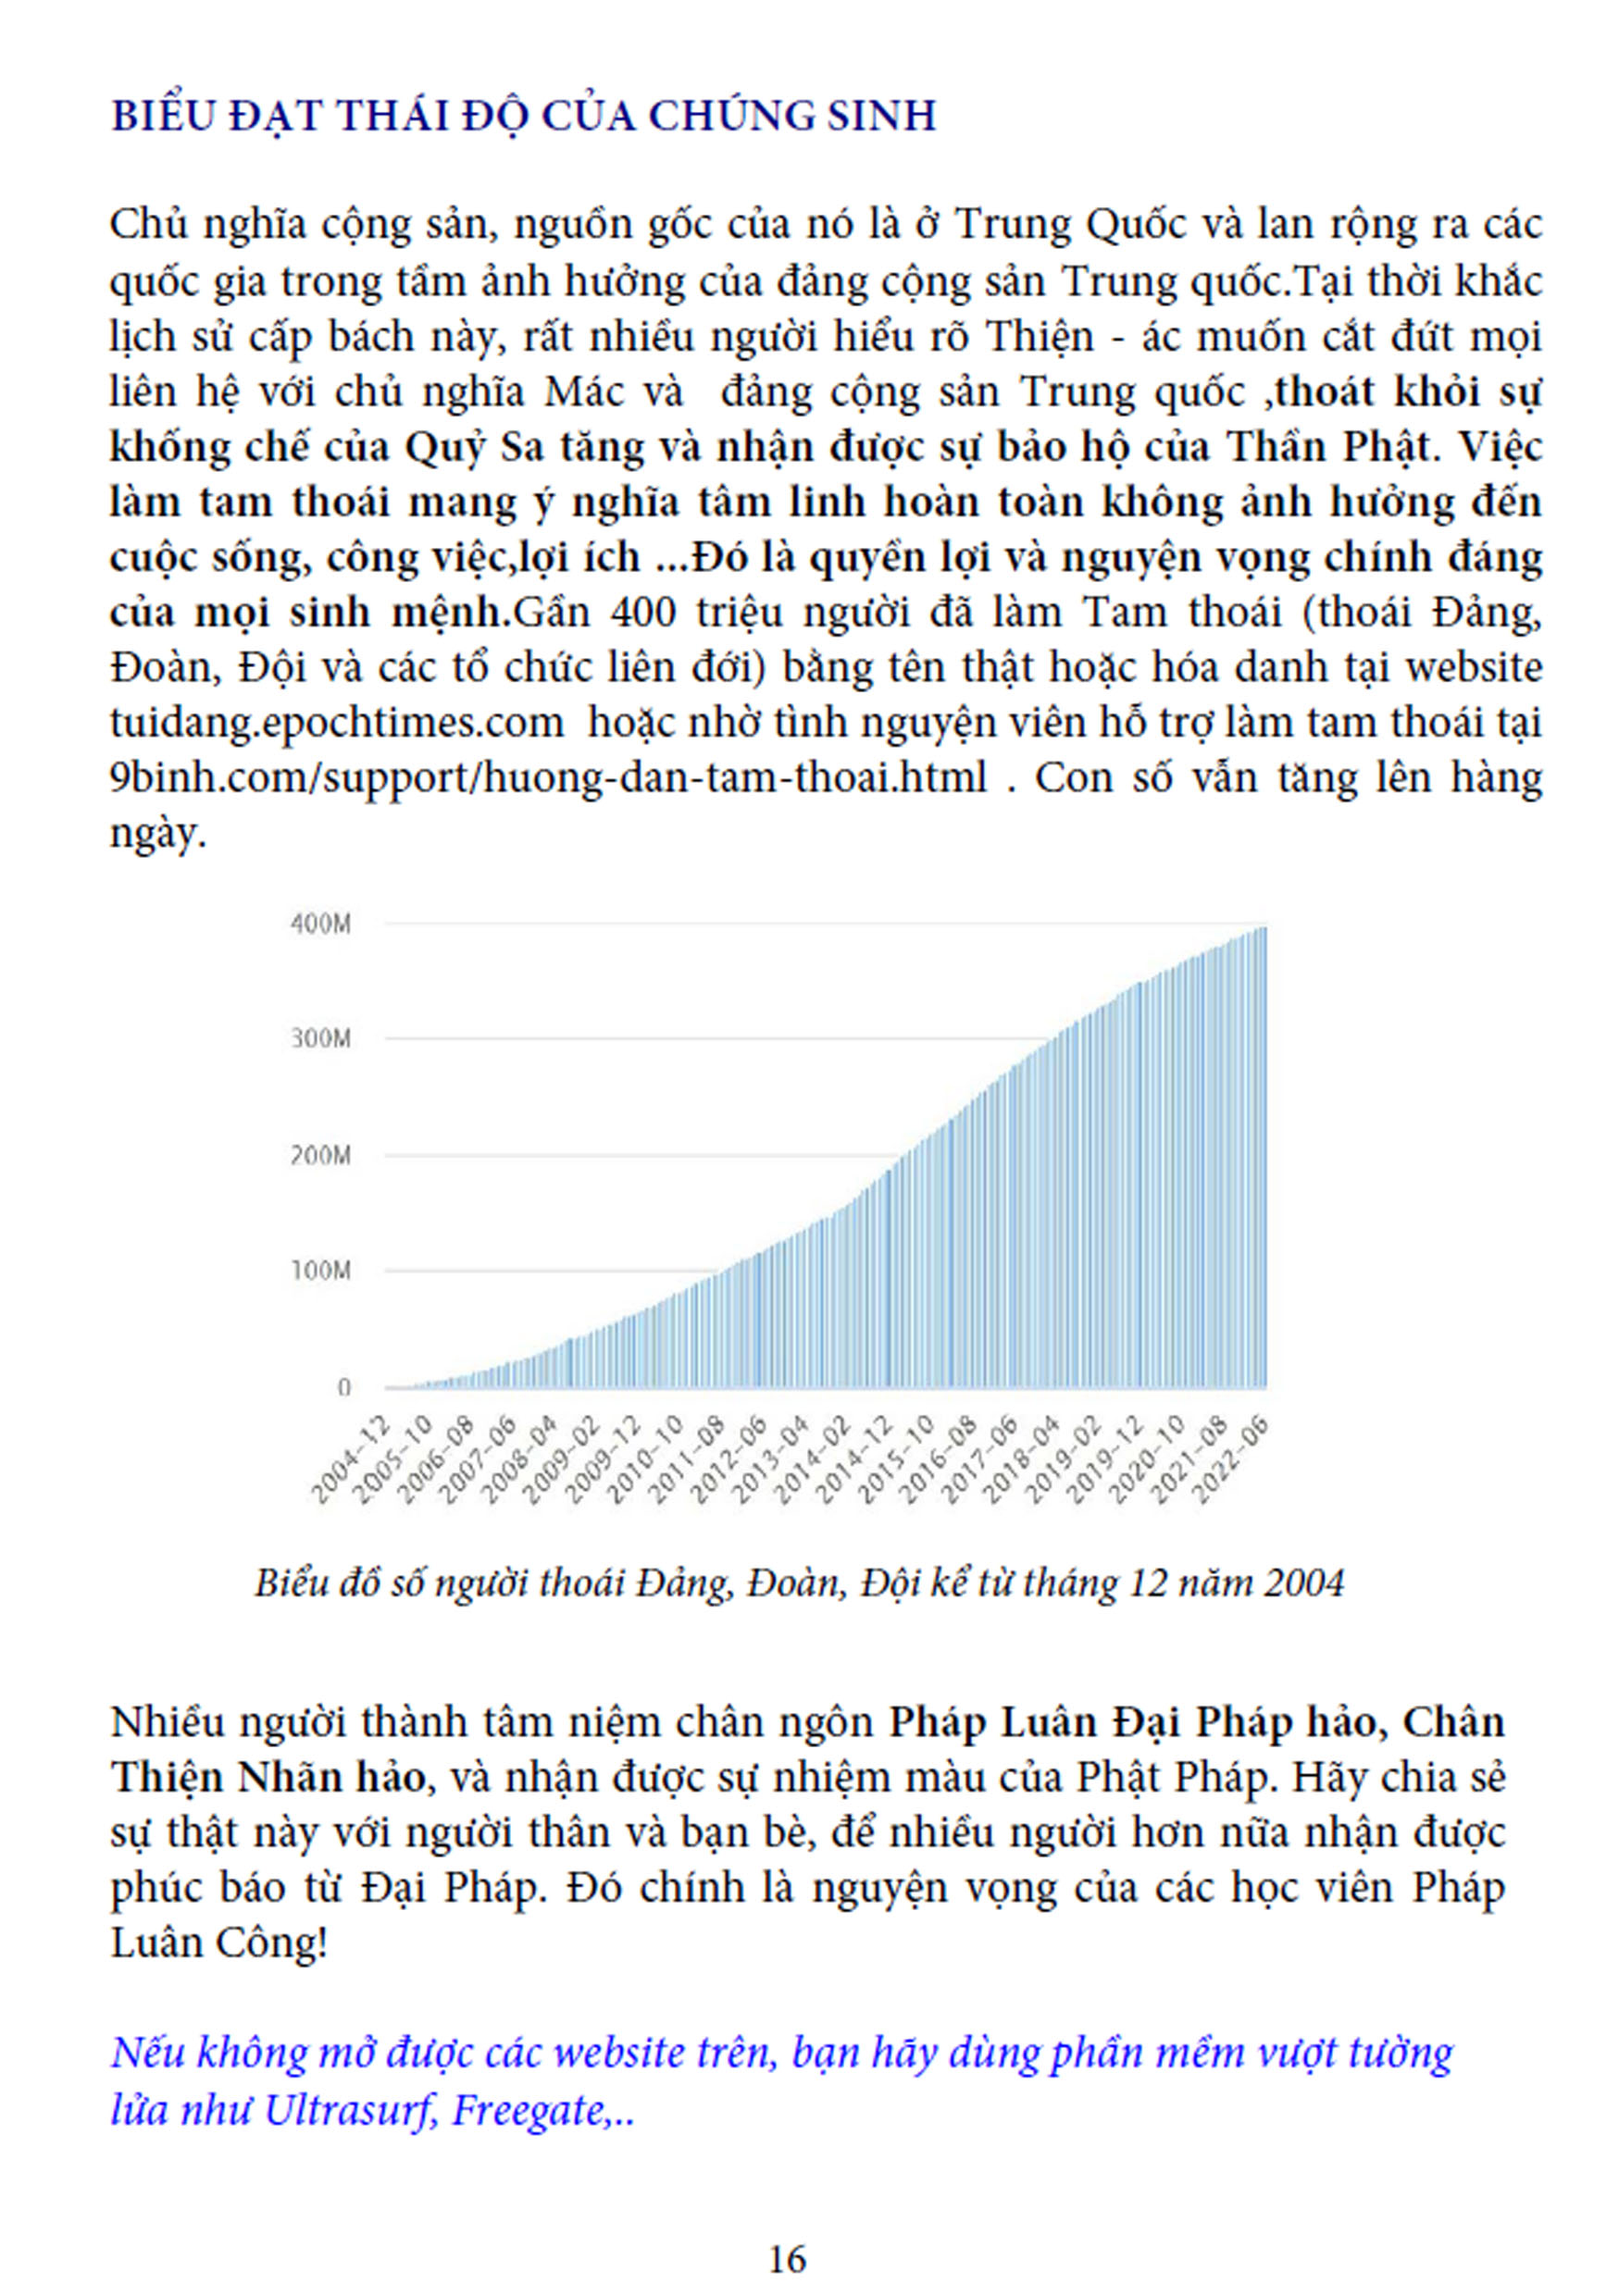 BIỂU ĐẠT THÁI ĐỘ CỦA CHÚNG SINH
Chủ nghĩa cộng sản, nguồn gốc của nó là ở Trung Quốc và lan rộng ra các
quốc gia trong tầm ảnh hưởng của đảng cộng sản Trung quốc.Tại thời khắc
lịch sử cấp bách này, rất nhiều người hiểu rõ Thiện - ác muốn cắt đứt mọi
liên hệ với chủ nghĩa Mác và đảng cộng sản Trung quốc ,thoát khỏi sự
khống chế của Quỷ Sa tăng và nhận được sự bảo hộ của Thần Phật. Việc
làm tam thoái mang ý nghĩa tâm linh hoàn toàn không ảnh hưởng đến
cuộc sống, công việc,lợi ích ...Đó là quyền lợi và nguyện vọng chính đáng
của mọi sinh mệnh.Gần 400 triệu người đã làm Tam thoái (thoái Đảng,
Đoàn, Đội và các tổ chức liên đới) bằng tên thật hoặc hóa danh tại website
tuidang.epochtimes.com hoặc nhờ tình nguyện viên hỗ trợ làm tam thoái tại
9binh.com/support/huong-dan-tam-thoai.html . Con số vẫn tăng lên hàng
ngày.
400M
300M
200M
100M
0
2004-12
2005-10
2006-08
2007-06
2008-04
2009-02
2009-12
2010-10
2011-08
2012-06
2013-04
2014-02
2014-12
2015-10
2016-08
2017-06
2018-04
2019-02
2019-12
2020-10
2021-08
2022-06
Biểu đồ số người thoái Đảng, Đoàn, Đội kể từ tháng 12 năm 2004
Nhiều người thành tâm niệm chân ngôn Pháp Luân Đại Pháp hảo, Chân
Thiện Nhãn hảo, và nhận được sự nhiệm màu của Phật Pháp. Hãy chia sẻ
sự thật này với người thân và bạn bè, để nhiều người hơn nữa nhận được
phúc báo từ Đại Pháp. Đó chính là nguyện vọng của các học viên Pháp
Luân Công!
Nếu không mở được các website trên, bạn hãy dùng phần mềm vượt tường
lửa như Ultrasurf, Freegate,..
16